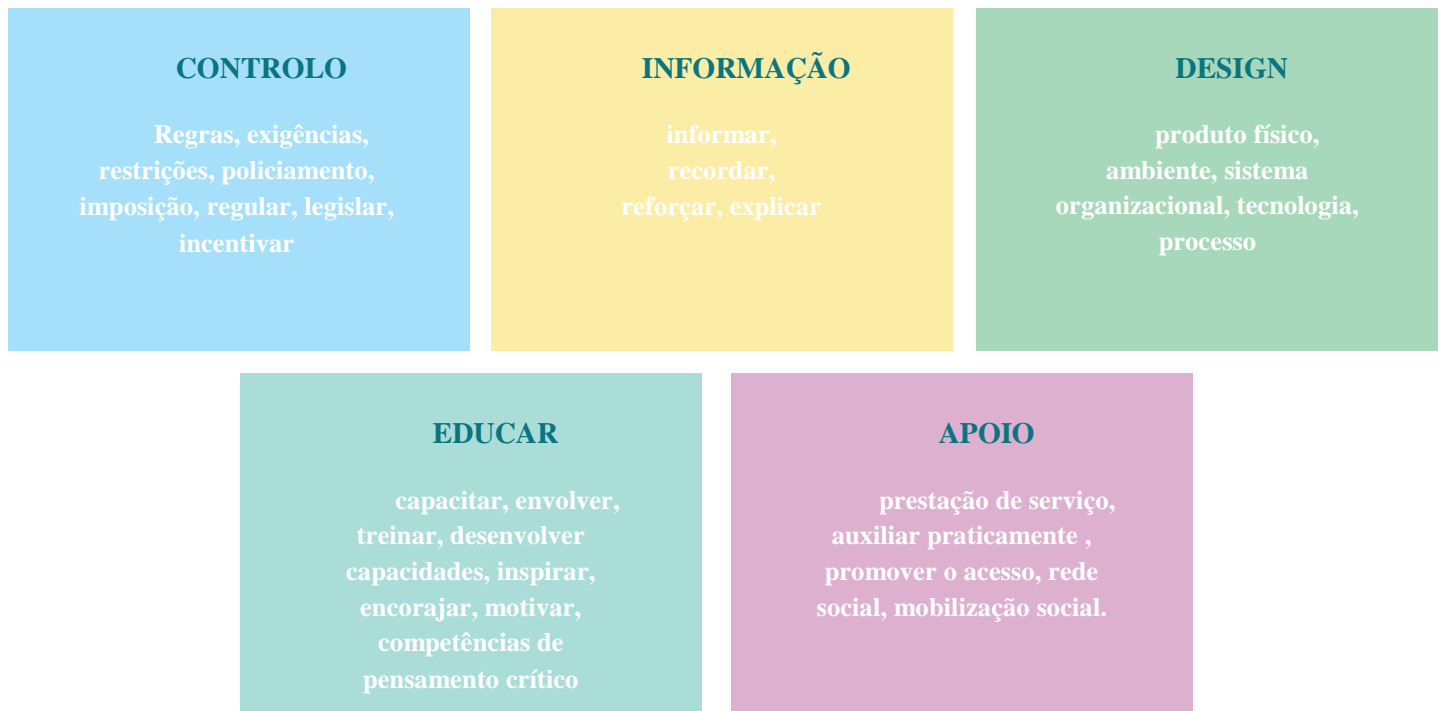 CONTROLO
Regras, exigências,
restrições, policiamento,
imposição, regular, legislar,
incentivar
INFORMAÇÃO
informar,
recordar,
reforçar, explicar
DESIGN
produto físico,
ambiente, sistema
organizacional, tecnologia,
processo
EDUCAR
capacitar, envolver,
treinar, desenvolver
capacidades, inspirar,
encorajar, motivar,
competências de
pensamento crítico
APOIO
prestação de serviço,
auxiliar praticamente ,
promover o acesso, rede
social, mobilização social.